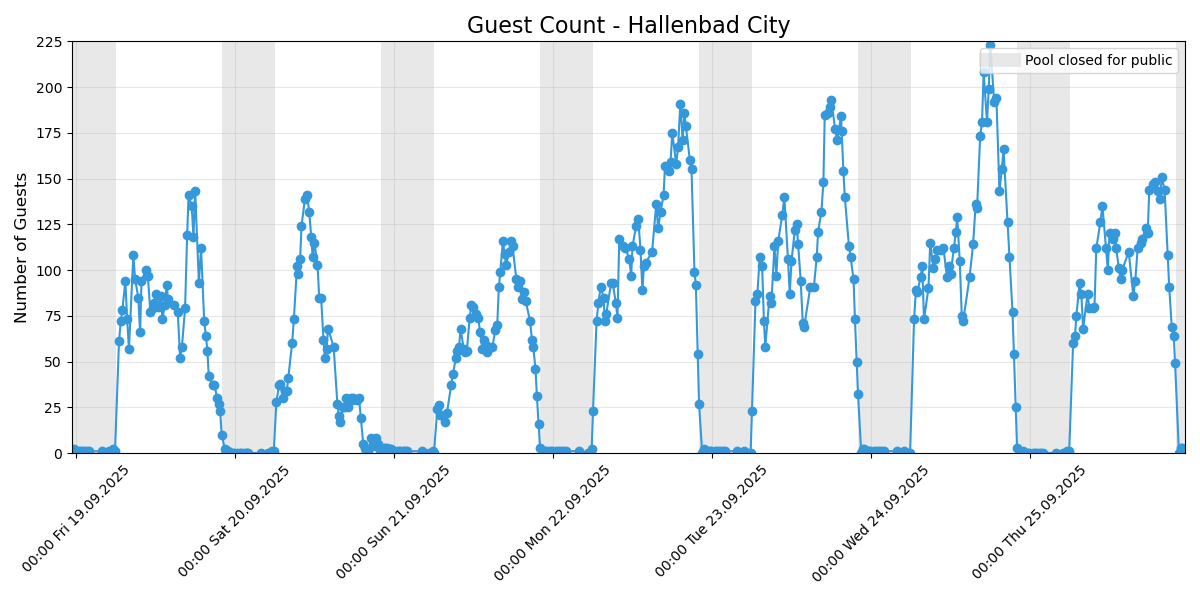 Guest Count - Hallenbad City
Number of Guests
225
200
175
150
125
100
75
50
25
0
Pool closed for public
00:00 Fri 19.09.2025
00:00 Sat 20.09.2025
00:00 Sun 21.09.2025
00:00 Mon 22.09.2025
00:00 Tue 23.09.2025
00:00 Wed 24.09.2025
00:00 Thu 25.09.2025